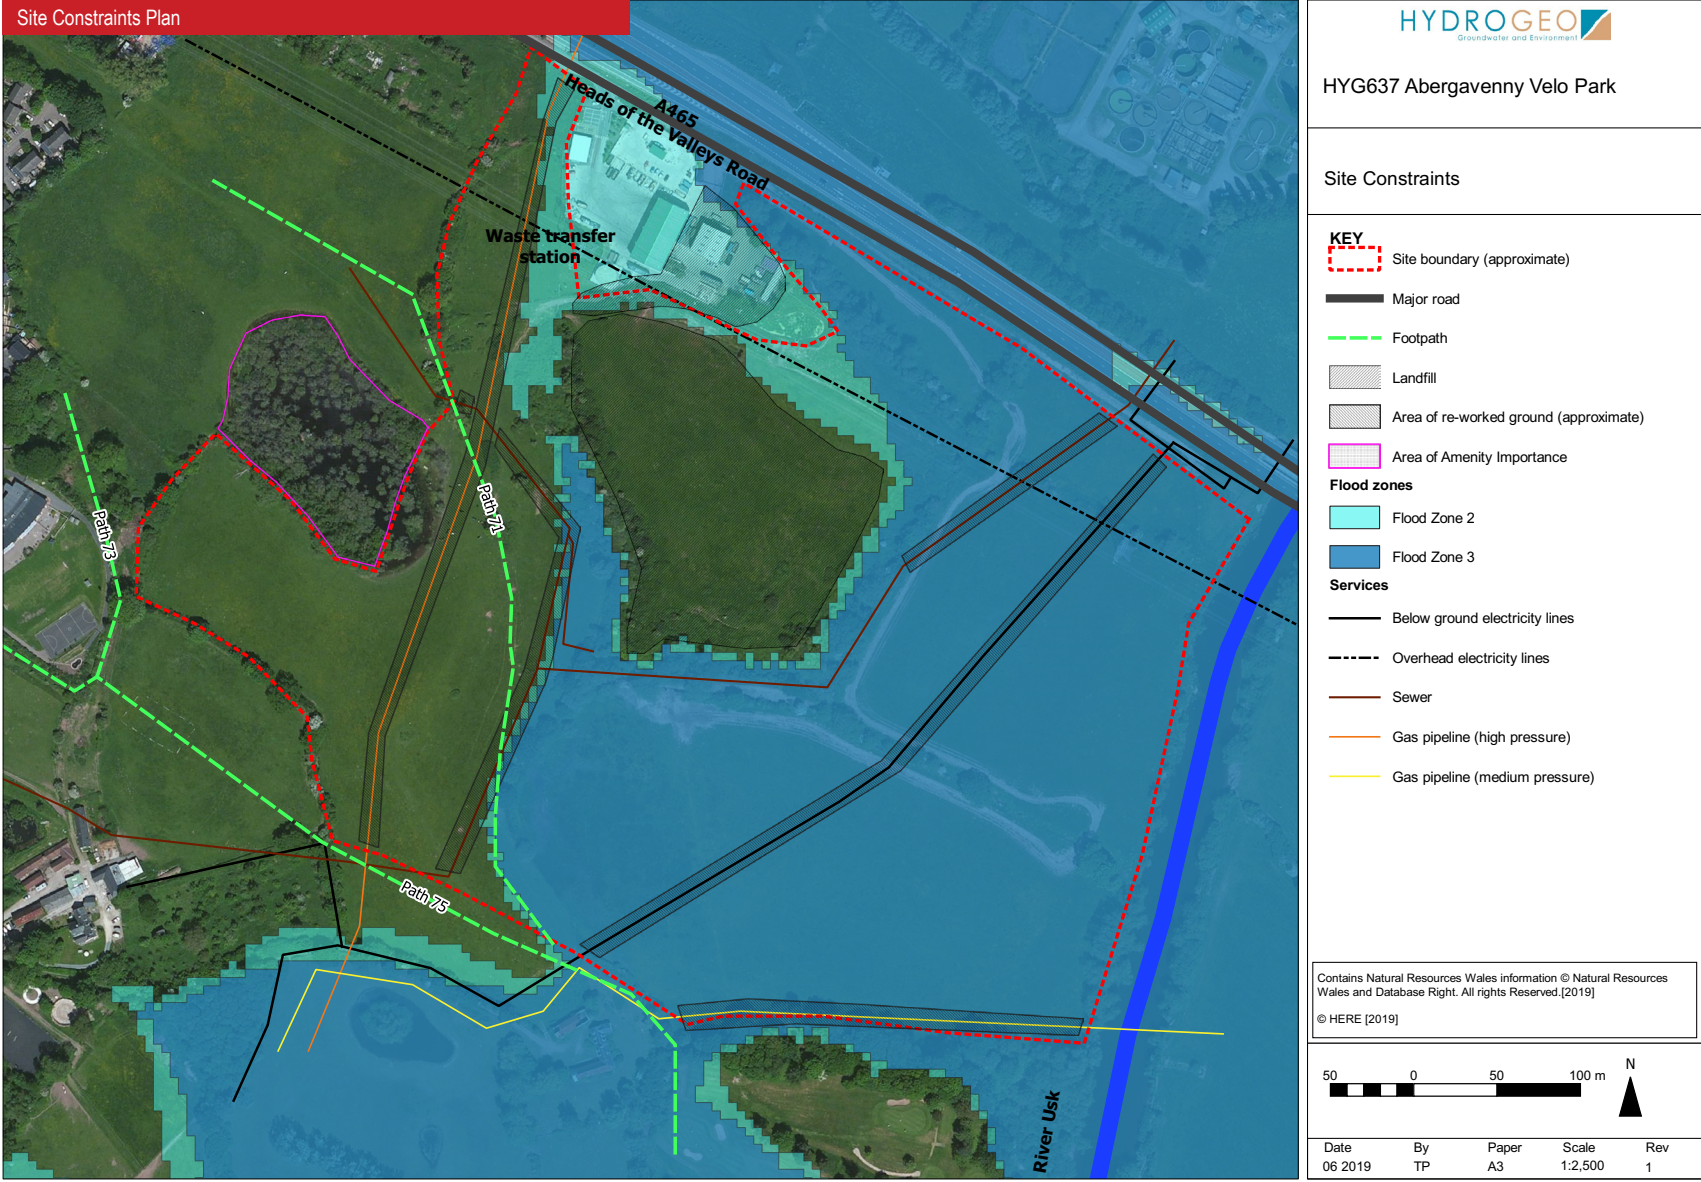 Site Constraints Plan
A465
Heads of the Valleys Road
Waste transfer
station
Path 71
Path 73
Path 75
River Usk
HYDROGEO
Groundwater and Environment
HYG637 Abergavenny Velo Park
Site Constraints
KEY
Site boundary (approximate)
Major road
Footpath
Landfill
Area of re-worked ground (approximate)
Area of Amenity Importance
Flood zones
Flood Zone 2
Flood Zone 3
Services
Below ground electricity lines
Overhead electricity lines
Sewer
Gas pipeline (high pressure)
Gas pipeline (medium pressure)
Contains Natural Resources Wales information © Natural Resources
Wales and Database Right. All rights Reserved.[2019]
© HERE [2019]
50 0 50 100 m
N
Date By Paper Scale Rev
06 2019 TP A3 1:2,500 1